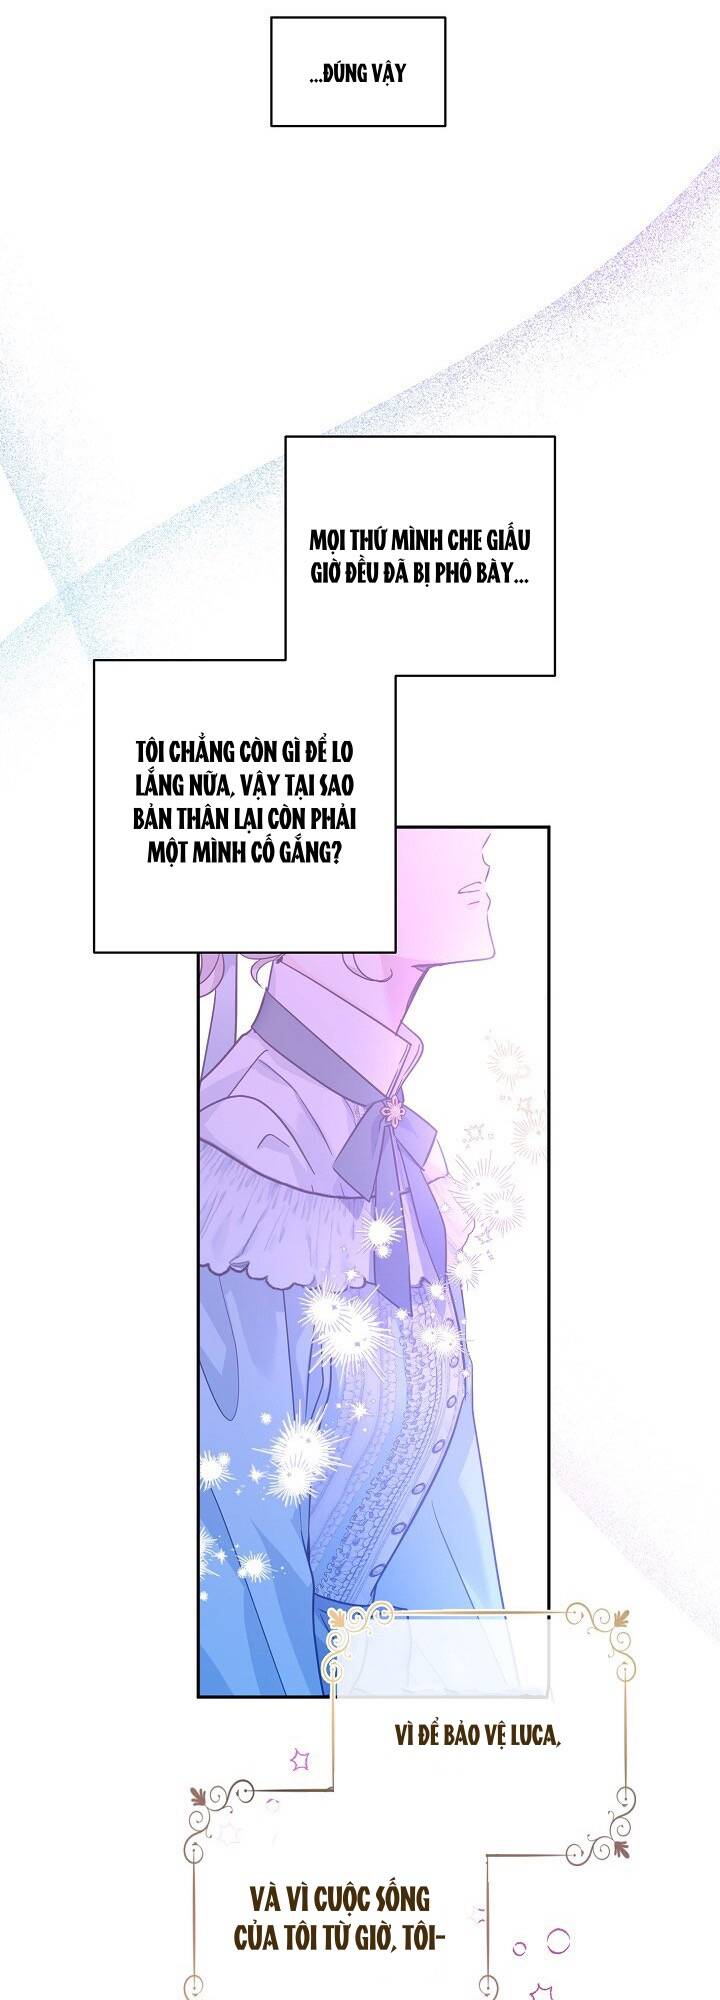 ...ĐÚNG VẬY
MỌI THỨ MÌNH CHE GIẤU
GIỜ ĐỀU ĐÃ BỊ PHÔ BÀY...
TÔI CHẲNG CÒN GÌ ĐỂ LO
LẮNG NỮA, VẬY TẠI SAO
BẢN THÂN LẠI CÒN PHẢI
MỘT MÌNH CỐ GẮNG?
VÌ ĐỂ BẢO VỆ LUCA,
VÀ VÌ CUỘC SỐNG
CỦA TÔI TỪ GIỜ, TÔI-